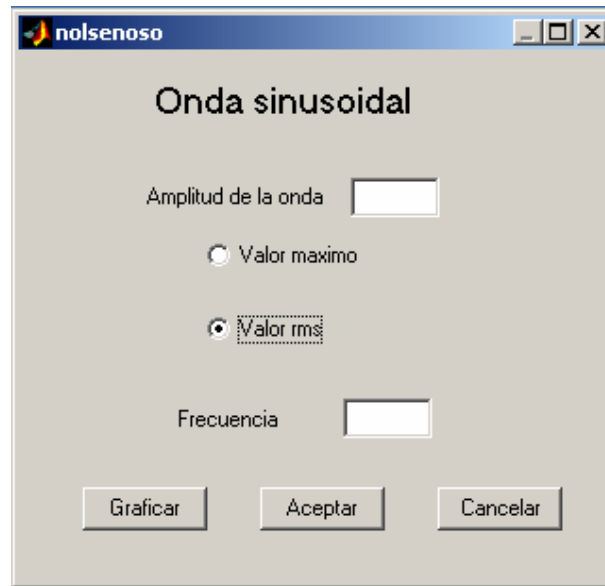 nolsenoso
Onda sinusoidal
Amplitud de la onda
Valor maximo
Valor rms
Frecuencia
Graficar Aceptar Cancelar